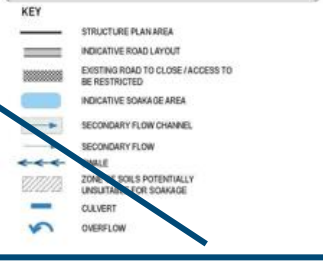 KEY
STRUCTURE PLAN AREA
INDICATIVE ROAD LAYOUT
EXISTING ROAD TO CLOSE / ACCESS TO
BE RESTRICTED
INDICATIVE SOAKAGE AREA
SECONDARY FLOW CHANNEL
SECONDARY FLOW
SWALE
ZONE OF SOILS POTENTIALLY
UNSUITABLE FOR SOAKAGE
CULVERT
OVERFLOW